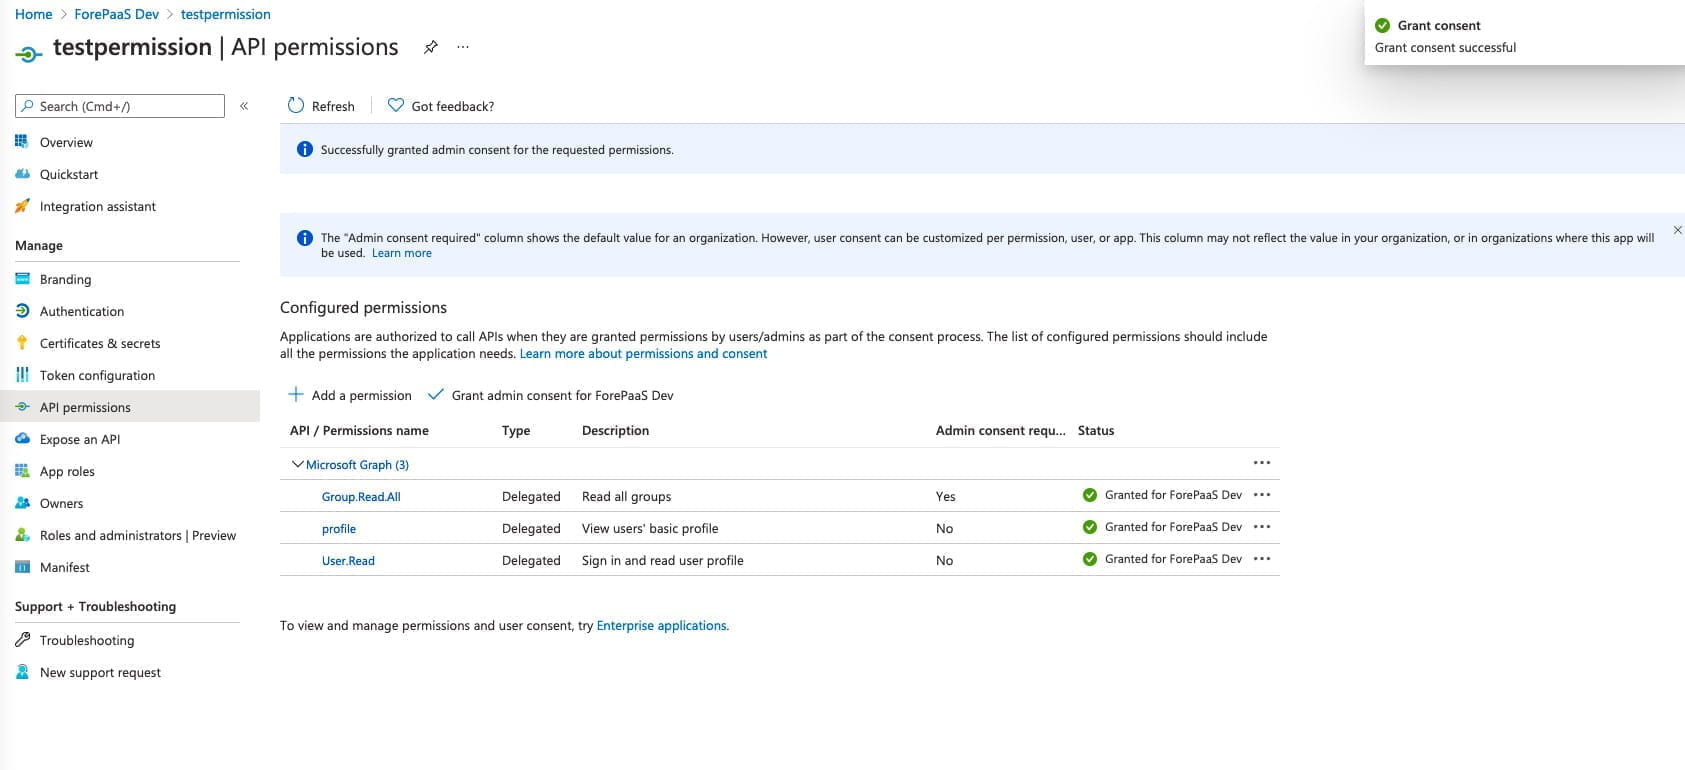 Home > ForePaaS Dev > testpermission
testpermission | API permissions ...
Grant consent
Grant consent successful
Search (Cmd+/) «
Overview
Quickstart
Integration assistant
Manage
Branding
Authentication
Certificates & secrets
Token configuration
API permissions
Expose an API
App roles
Owners
Roles and administrators | Preview
Manifest
Support + Troubleshooting
Troubleshooting
New support request
Refresh | Got feedback?
Successfully granted admin consent for the requested permissions.
The "Admin consent required" column shows the default value for an organization. However, user consent can be customized per permission, user, or app. This column may not reflect the value in your organization, or in organizations where this app will
be used. Learn more
Configured permissions
Applications are authorized to call APIs when they are granted permissions by users/admins as part of the consent process. The list of configured permissions should include
all the permissions the application needs. Learn more about permissions and consent
Add a permission Grant admin consent for ForePaaS Dev
API / Permissions name Type Description Admin consent requ... Status
Microsoft Graph (3) ...
Group.Read.All Delegated Read all groups Yes Granted for ForePaaS Dev ...
profile Delegated View users' basic profile No Granted for ForePaaS Dev ...
User.Read Delegated Sign in and read user profile No Granted for ForePaaS Dev ...
To view and manage permissions and user consent, try Enterprise applications.